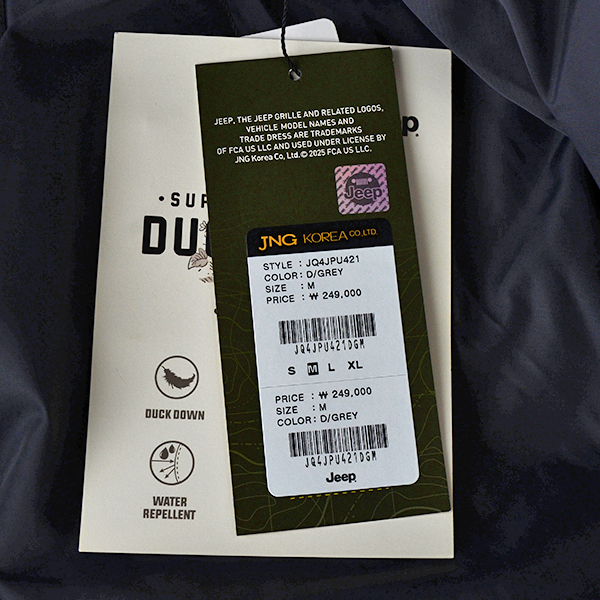 JEEP, THE JEEP GRILLE AND RELATED LOGOS,
VEHICLE MODEL NAMES AND
TRADE DRESS ARE TRADEMARKS
OF FCA US LLC AND USED UNDER LICENSE BY
JNG Korea Co, Ltd. © 2025 FCA US LLC.
Jeep
JNG KOREA CO.,LTD.
STYLE : JQ4JPU421
COLOR : D/GREY
SIZE : M
PRICE : ₩ 249,000
JQ4JPU421DGM
S M L XL
PRICE : ₩ 249,000
SIZE : M
COLOR : D/GREY
JQ4JPU421DGM
Jeep
DUCK DOWN
WATER
REPELLENT